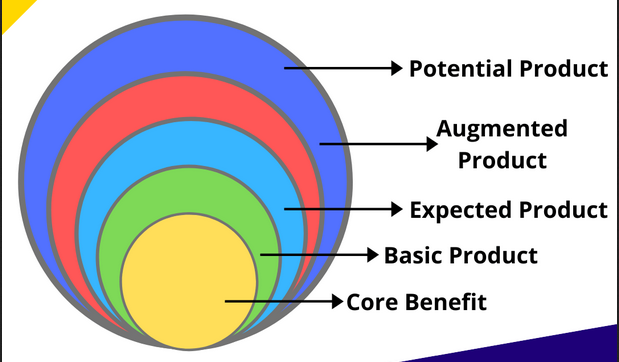 Potential Product
Augmented
Product
Expected Product
Basic Product
Core Benefit